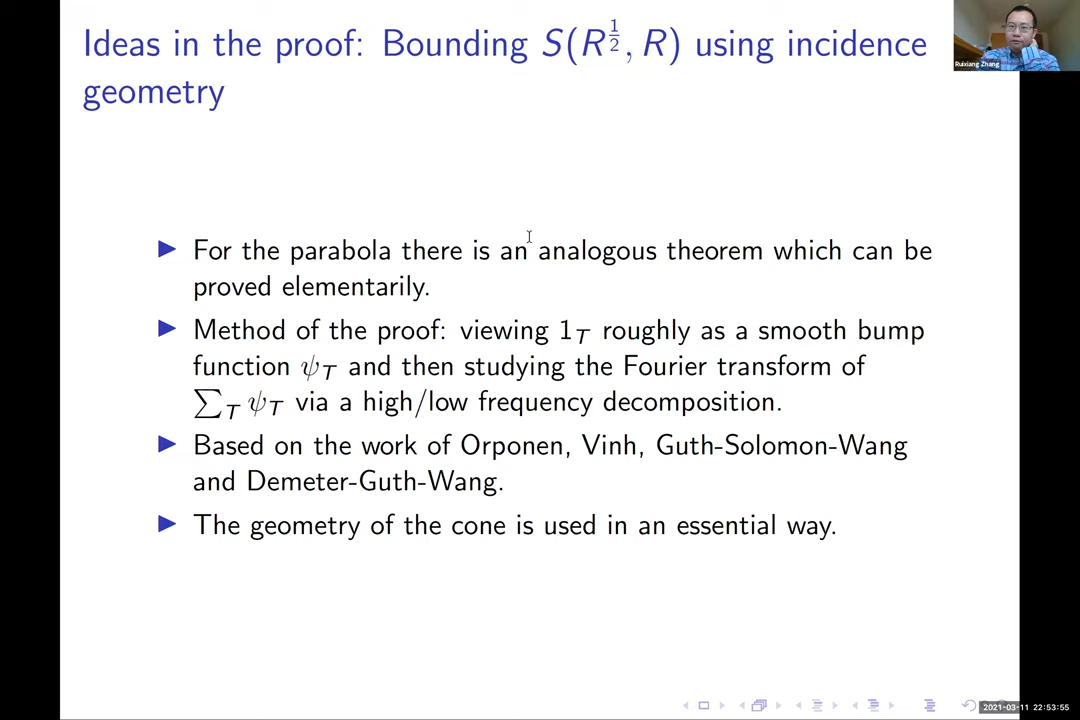 Ideas in the proof: Bounding S(R^{1/2}, R) using incidence
geometry
Ruixiang Zhang
▶ For the parabola there is an analogous theorem which can be
proved elementarily.
▶ Method of the proof: viewing 1_T roughly as a smooth bump
function ψ_T and then studying the Fourier transform of
∑_T ψ_T via a high/low frequency decomposition.
▶ Based on the work of Orponen, Vinh, Guth-Solomon-Wang
and Demeter-Guth-Wang.
▶ The geometry of the cone is used in an essential way.
2021-03-11 22:53:55